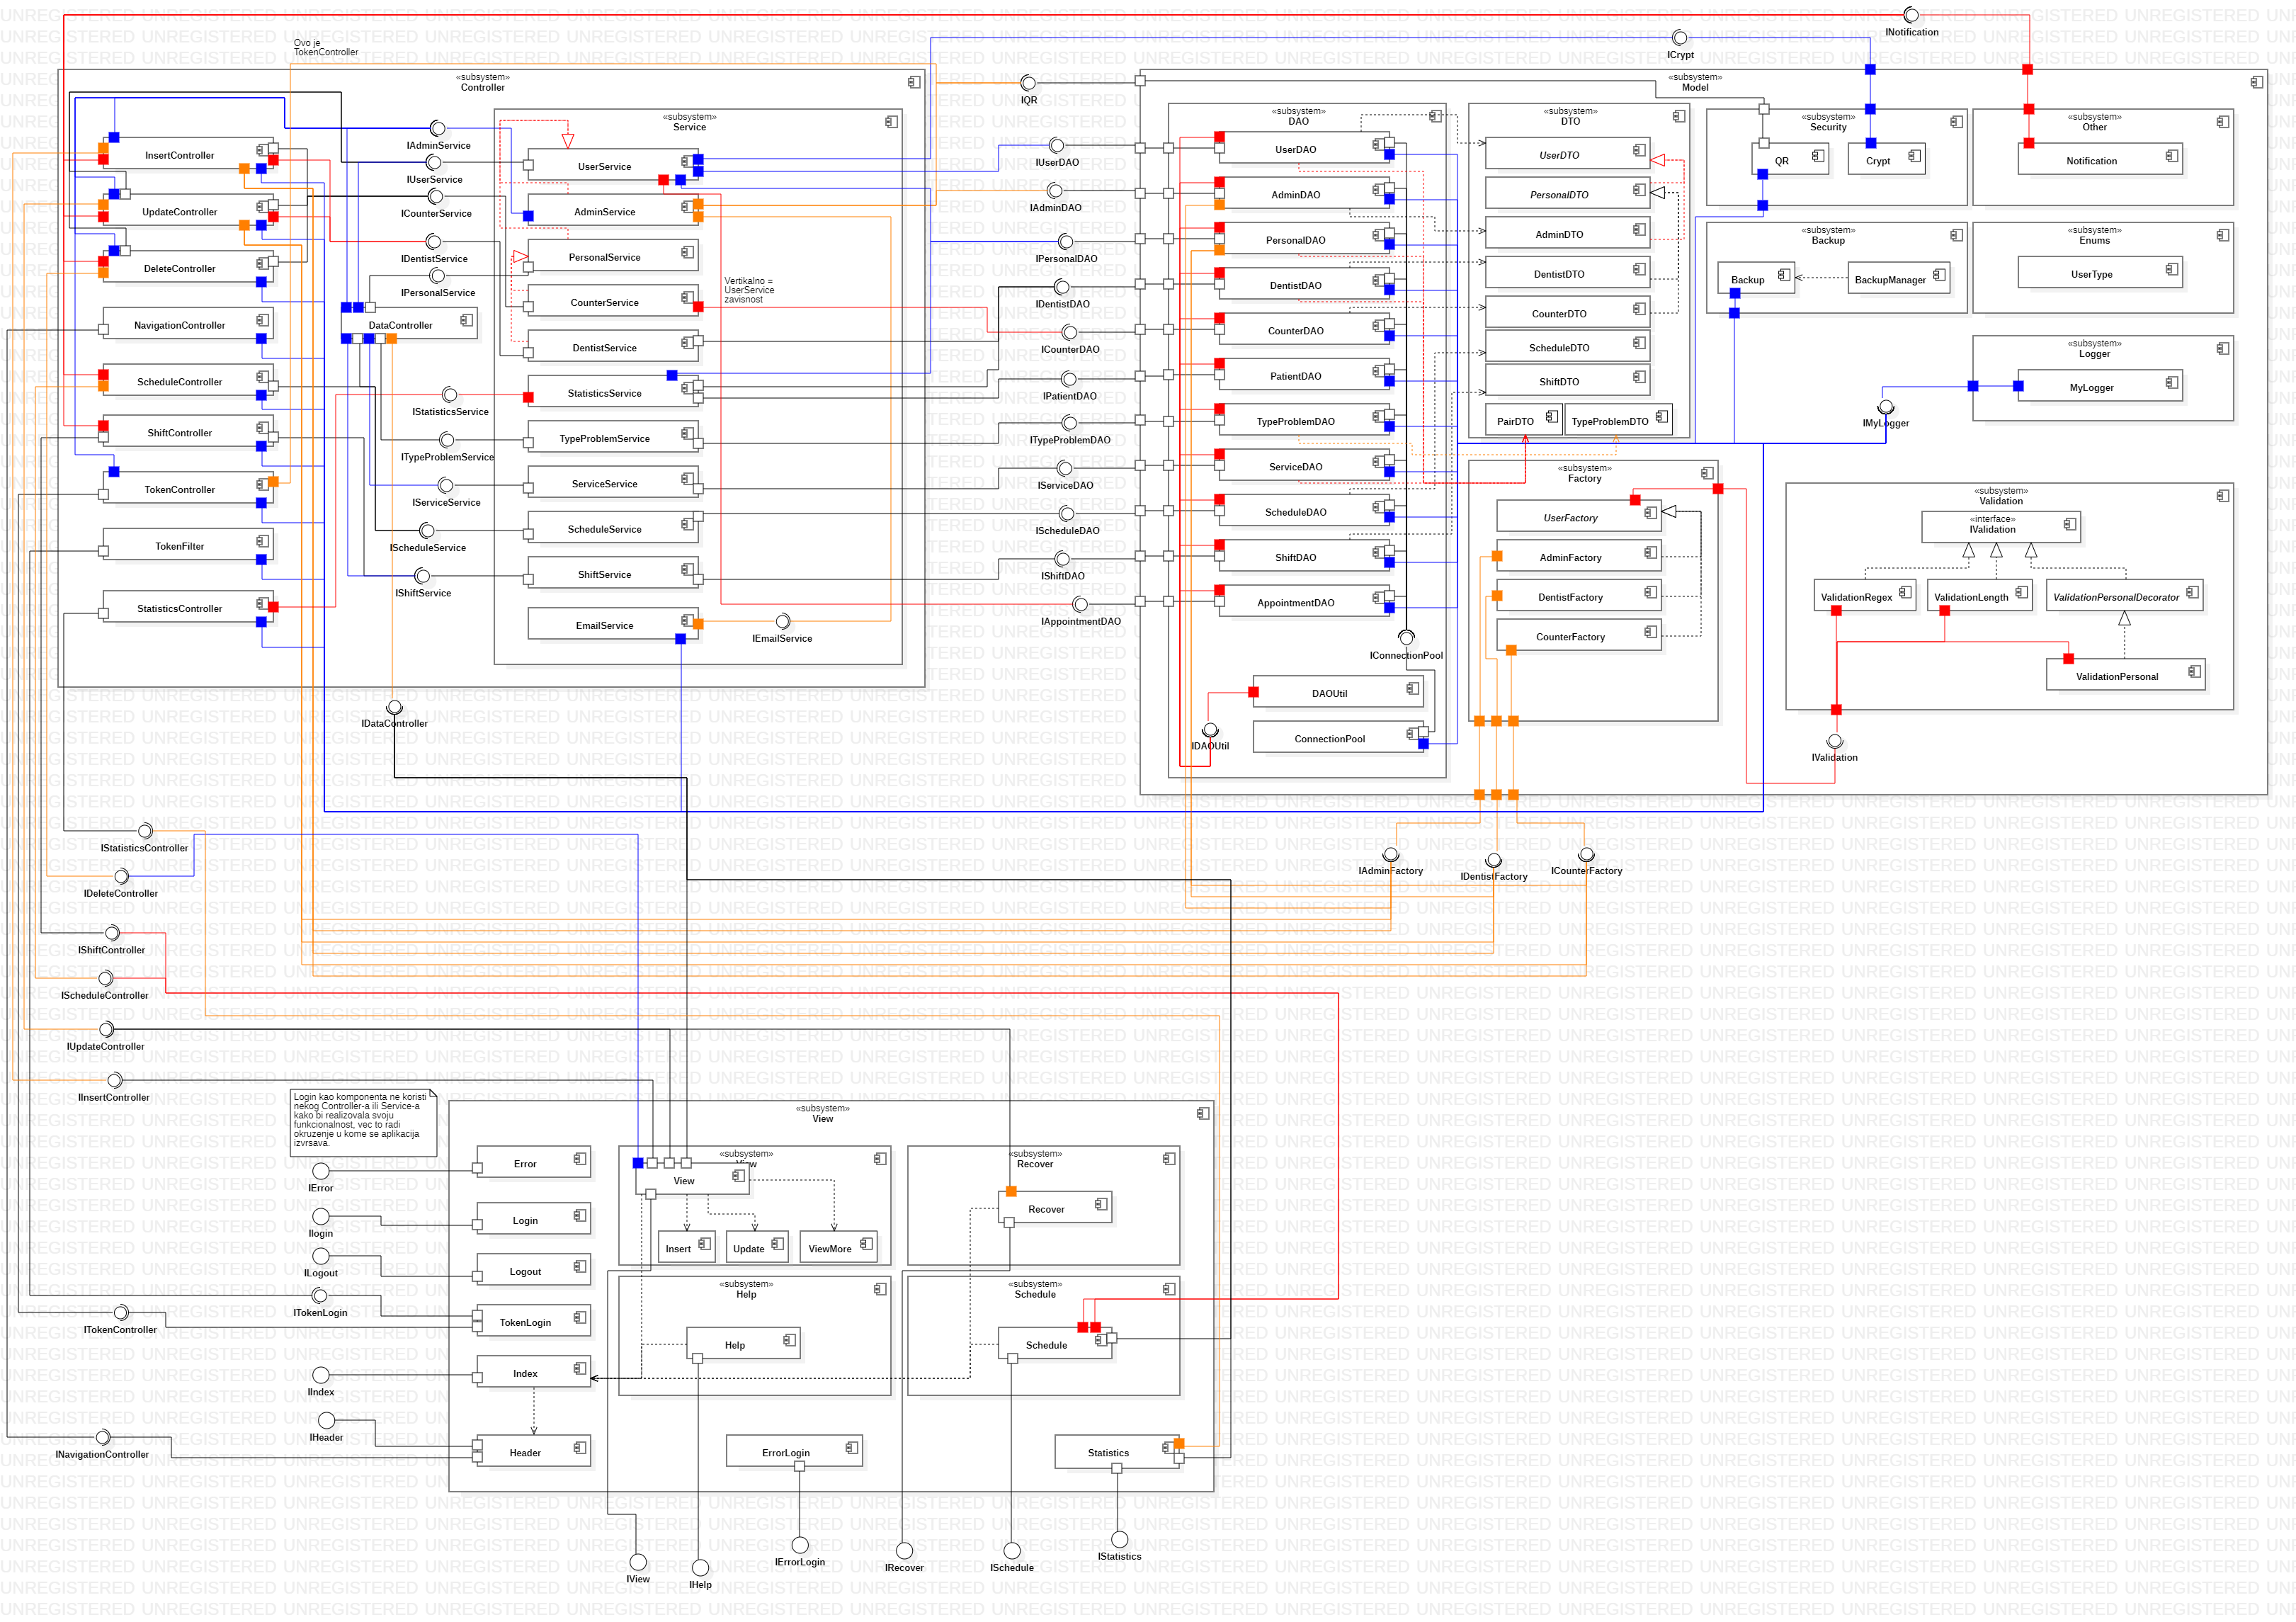 INotification
Ovo je
TokenController
ICrypt
«subsystem»
Controller
IQR
«subsystem»
Model
«subsystem»
Service
«subsystem»
DAO
«subsystem»
DTO
«subsystem»
Security
«subsystem»
Other
InsertController
IAdminService
UserService
IUserDAO
UserDAO
UserDTO
QR
Crypt
Notification
IUserService
UpdateController
ICounterService
AdminService
IAdminDAO
AdminDAO
PersonalDTO
AdminDTO
«subsystem»
Backup
«subsystem»
Enums
DeleteController
IDentistService
PersonalService
IPersonalDAO
PersonalDAO
DentistDTO
Backup
BackupManager
UserType
IPersonalService
Vertikalno =
UserService
zavisnost
CounterService
IDentistDAO
DentistDAO
CounterDTO
NavigationController
DataController
DentistService
ICounterDAO
CounterDAO
ScheduleDTO
«subsystem»
Logger
ScheduleController
StatisticsService
IPatientDAO
PatientDAO
ShiftDTO
MyLogger
IStatisticsService
PairDTO
TypeProblemDTO
IMyLogger
ShiftController
ITypeProblemService
TypeProblemService
ITypeProblemDAO
TypeProblemDAO
TokenController
IServiceService
ServiceService
IServiceDAO
ServiceDAO
«subsystem»
Factory
«subsystem»
Validation
IScheduleService
ScheduleService
IScheduleDAO
ScheduleDAO
UserFactory
«interface»
IValidation
TokenFilter
IShiftService
ShiftService
IShiftDAO
ShiftDAO
AdminFactory
StatisticsController
EmailService
IEmailService
IAppointmentDAO
AppointmentDAO
DentistFactory
ValidationRegex
ValidationLength
ValidationPersonalDecorator
CounterFactory
IConnectionPool
ValidationPersonal
DAOUtil
IDataController
IDAOUtil
ConnectionPool
IValidation
IStatisticsController
IDeleteController
IAdminFactory
IDentistFactory
ICounterFactory
IShiftController
IScheduleController
IUpdateController
IInsertController
Login kao komponenta ne koristi
nekog Controller-a ili Service-a
kako bi realizovala svoju
funkcionalnost, vec to radi
okruzenje u kome se aplikacija
izvrsava.
«subsystem»
View
IError
Error
«subsystem»
View
View
«subsystem»
Recover
Recover
Ilogin
Login
Insert
Update
ViewMore
ILogout
Logout
«subsystem»
Help
«subsystem»
Schedule
ITokenLogin
ITokenController
TokenLogin
Help
Schedule
IIndex
Index
IHeader
INavigationController
Header
ErrorLogin
Statistics
IView
IHelp
IErrorLogin
IRecover
ISchedule
IStatistics
UNREGISTERED